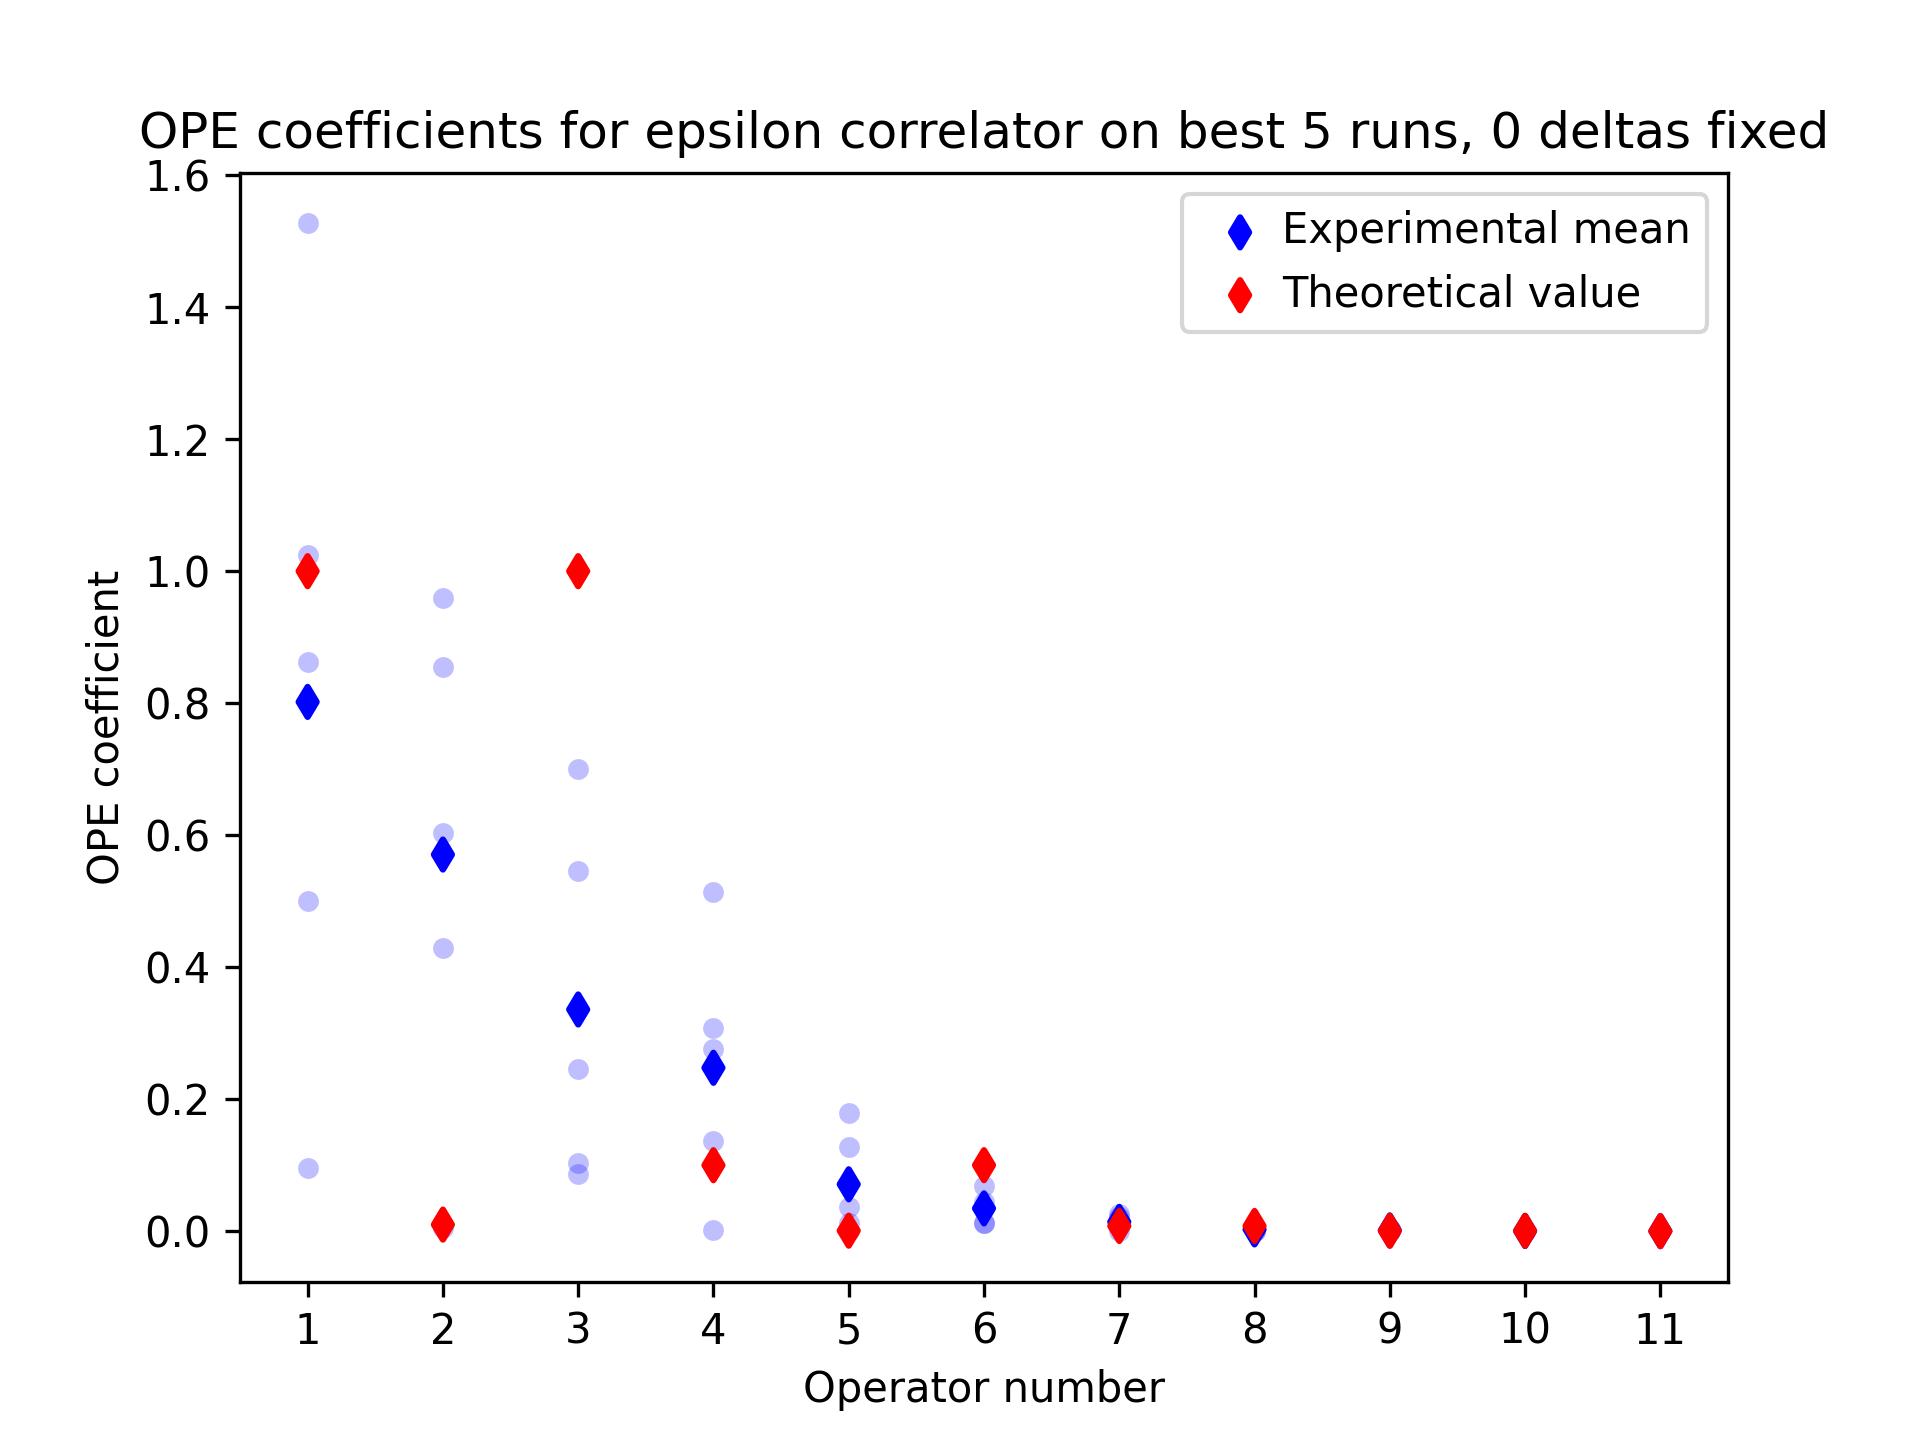 OPE coefficients for epsilon correlator on best 5 runs, 0 deltas fixed
1.6
1.4
1.2
1.0
0.8
0.6
0.4
0.2
0.0
OPE coefficient
Experimental mean
Theoretical value
1 2 3 4 5 6 7 8 9 10 11
Operator number